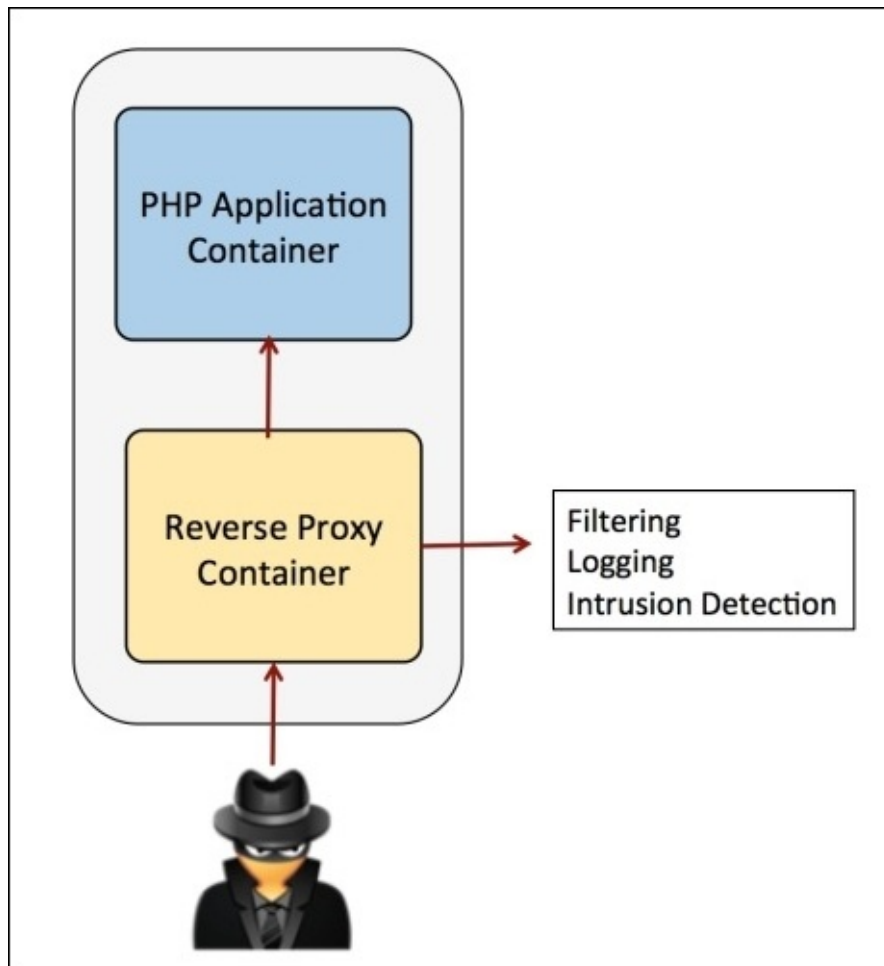 PHP Application
Container
Reverse Proxy
Container
Filtering
Logging
Intrusion Detection